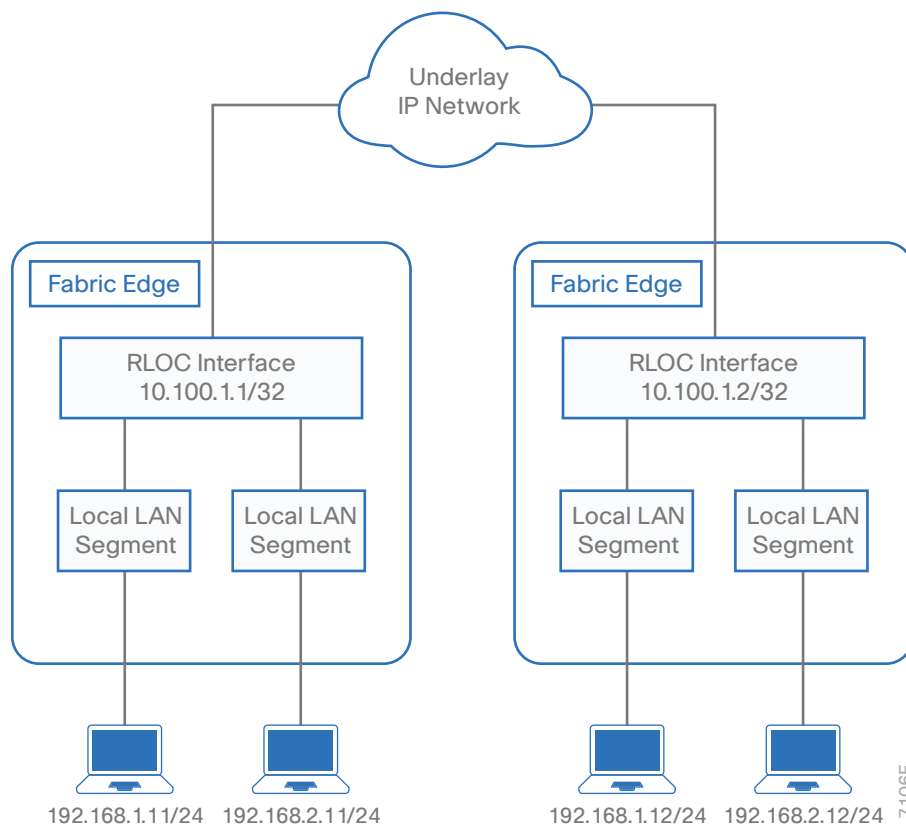 Underlay
IP Network
Fabric Edge
RLOC Interface
10.100.1.1/32
Local LAN
Segment
Local LAN
Segment
192.168.1.11/24
192.168.2.11/24
Fabric Edge
RLOC Interface
10.100.1.2/32
Local LAN
Segment
Local LAN
Segment
192.168.1.12/24
192.168.2.12/24